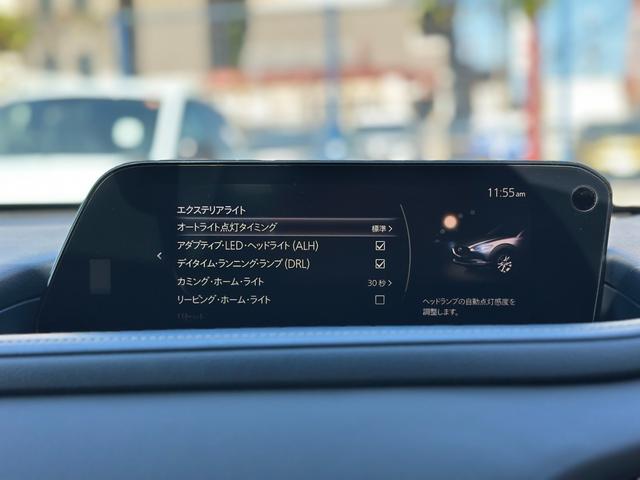 11:55am
エクステリアライト
オートライト点灯タイミング 標準 >
アダプティブ・LED・ヘッドライト(ALH)
デイタイム・ランニング・ランプ(DRL)
カミング・ホーム・ライト 30秒 >
リービング・ホーム・ライト
ヘッドランプの自動点灯感度を
調整します。